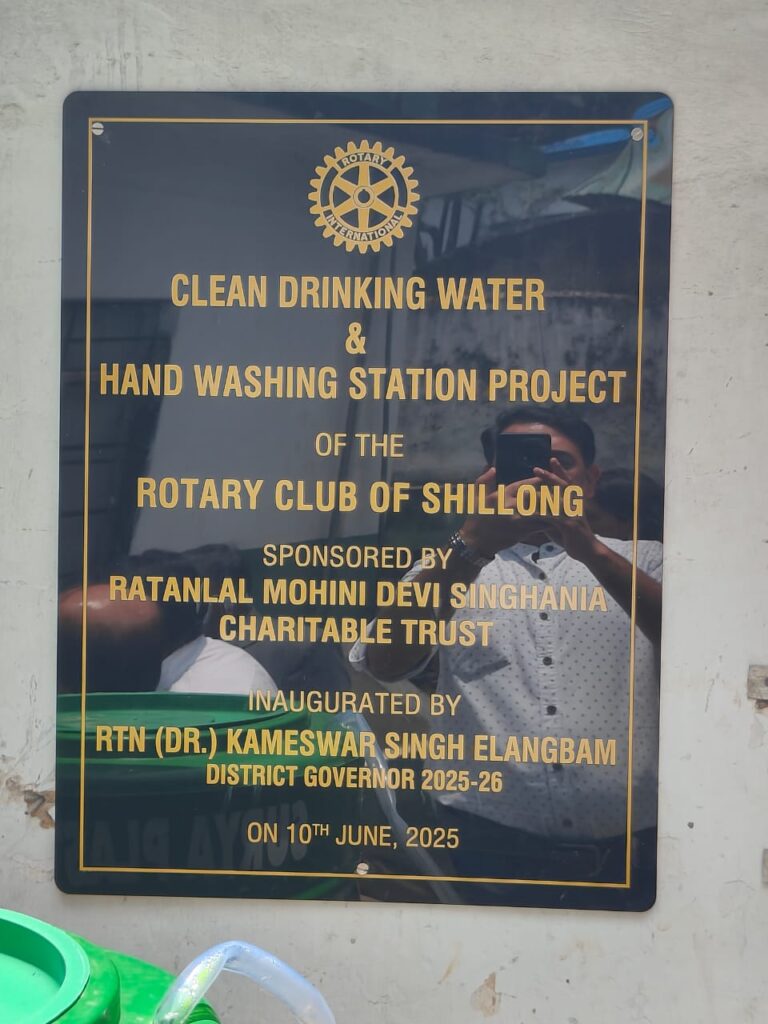 ROTARY
INTERNATIONAL
CLEAN DRINKING WATER
&
HAND WASHING STATION PROJECT
OF THE
ROTARY CLUB OF SHILLONG
SPONSORED BY
RATANLAL MOHINI DEVI SINGHANIA
CHARITABLE TRUST
INAUGURATED BY
RTN (DR.) KAMESWAR SINGH ELANGBAM
DISTRICT GOVERNOR 2025-26
ON 10TH JUNE, 2025